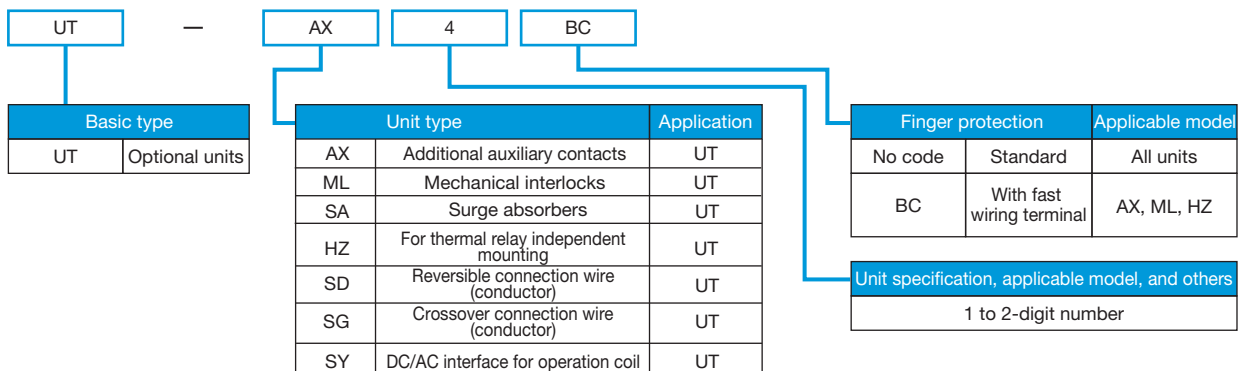 UT — AX 4 BC
Basic type
UT Optional units
Unit type Application
AX Additional auxiliary contacts UT
ML Mechanical interlocks UT
SA Surge absorbers UT
HZ For thermal relay independent
mounting UT
SD Reversible connection wire
(conductor) UT
SG Crossover connection wire
(conductor) UT
SY DC/AC interface for operation coil UT
Finger protection Applicable model
No code Standard All units
BC With fast
wiring terminal AX, ML, HZ
Unit specification, applicable model, and others
1 to 2-digit number